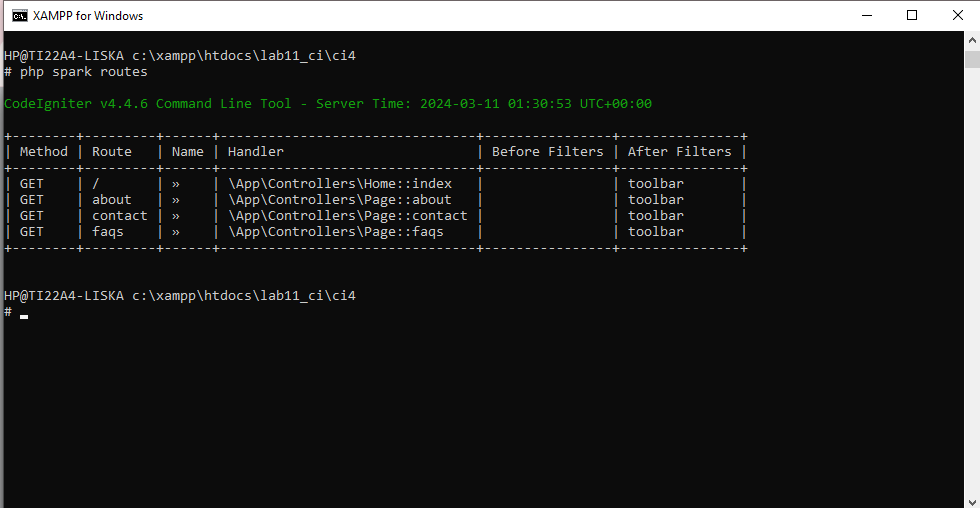 XAMPP for Windows
HP@TI22A4-LISKA c:\xampp\htdocs\lab11_ci\ci4
# php spark routes
CodeIgniter v4.4.6 Command Line Tool - Server Time: 2024-03-11 01:30:53 UTC+00:00
+--------+---------+------+--------------------------------+----------------+---------------+
| Method | Route   | Name | Handler                        | Before Filters | After Filters |
+--------+---------+------+--------------------------------+----------------+---------------+
| GET    | /       | »    | \App\Controllers\Home::index   |                | toolbar       |
| GET    | about   | »    | \App\Controllers\Page::about   |                | toolbar       |
| GET    | contact | »    | \App\Controllers\Page::contact |                | toolbar       |
| GET    | faqs    | »    | \App\Controllers\Page::faqs    |                | toolbar       |
+--------+---------+------+--------------------------------+----------------+---------------+
HP@TI22A4-LISKA c:\xampp\htdocs\lab11_ci\ci4
#